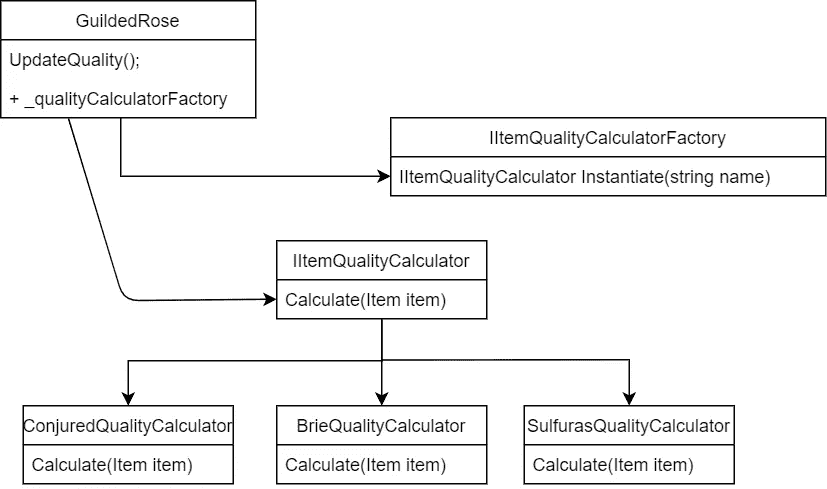 GuildedRose
UpdateQuality();
+ _qualityCalculatorFactory
IItemQualityCalculatorFactory
IItemQualityCalculator Instantiate(string name)
IItemQualityCalculator
Calculate(Item item)
ConjuredQualityCalculator
Calculate(Item item)
BrieQualityCalculator
Calculate(Item item)
SulfurasQualityCalculator
Calculate(Item item)